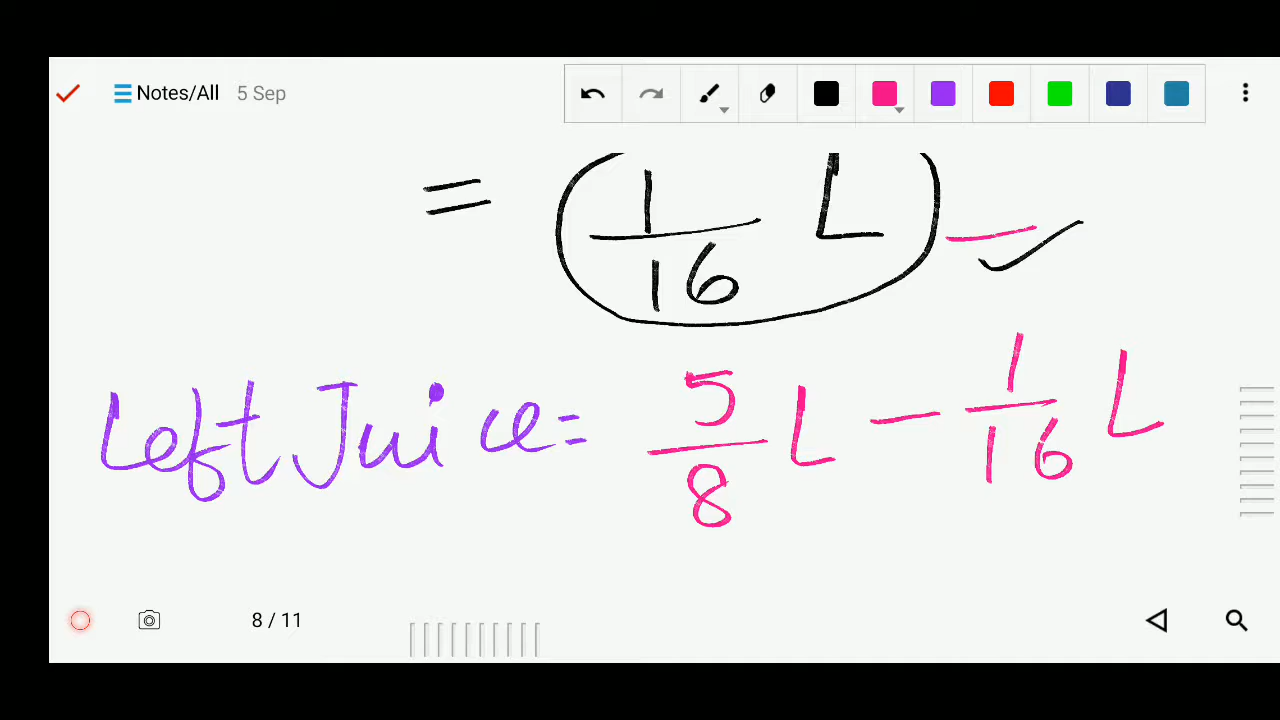 Notes/All 5 Sep
= 1/16 L
Left Juice = 5/8 L - 1/16 L
8 / 11